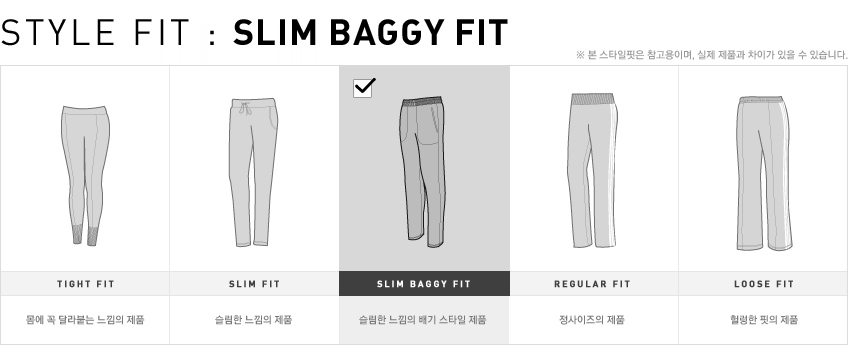 STYLE FIT : SLIM BAGGY FIT
※ 본 스타일핏은 참고용이며, 실제 제품과 차이가 있을 수 있습니다.
TIGHT FIT
SLIM FIT
SLIM BAGGY FIT
REGULAR FIT
LOOSE FIT
몸에 꼭 달라붙는 느낌의 제품
슬림한 느낌의 제품
슬림한 느낌의 배기 스타일 제품
정사이즈의 제품
헐렁한 핏의 제품